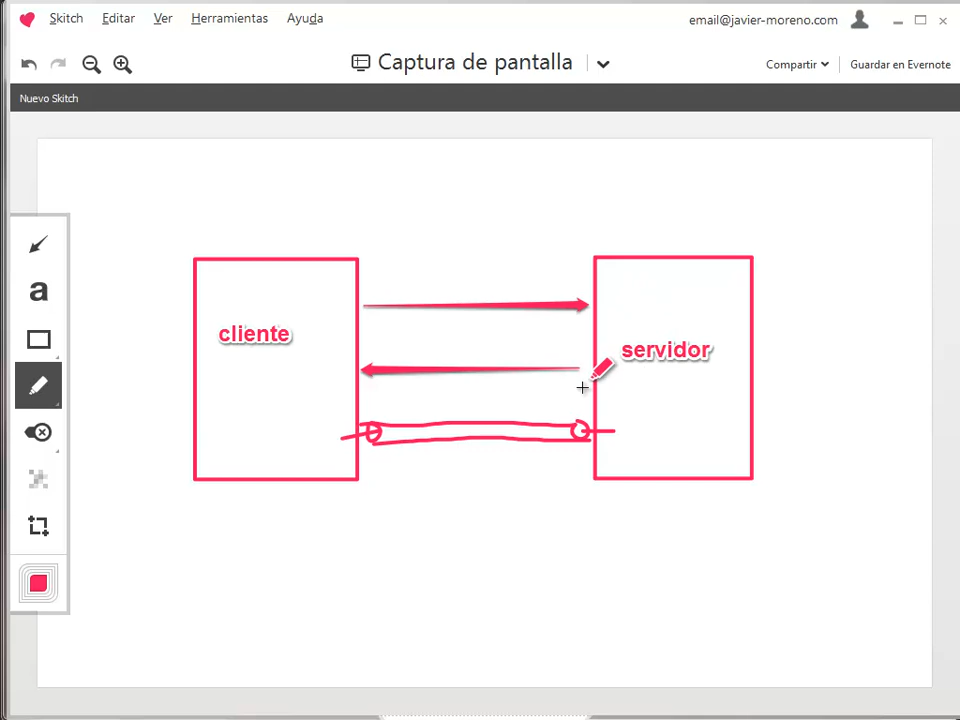 Skitch Editar Ver Herramientas Ayuda email@javier-moreno.com
Captura de pantalla Compartir Guardar en Evernote
Nuevo Skitch
a
cliente
servidor